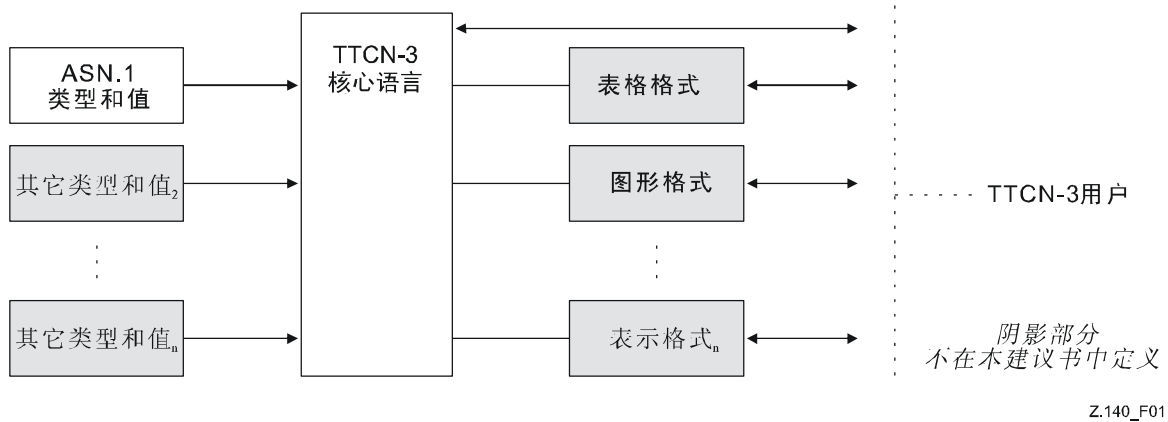 ASN.1
类型和值
其它类型和值2
其它类型和值n
TTCN-3
核心语言
表格格式
图形格式
表示格式n
TTCN-3用户
阴影部分
不在本建议书中定义
Z.140_F01